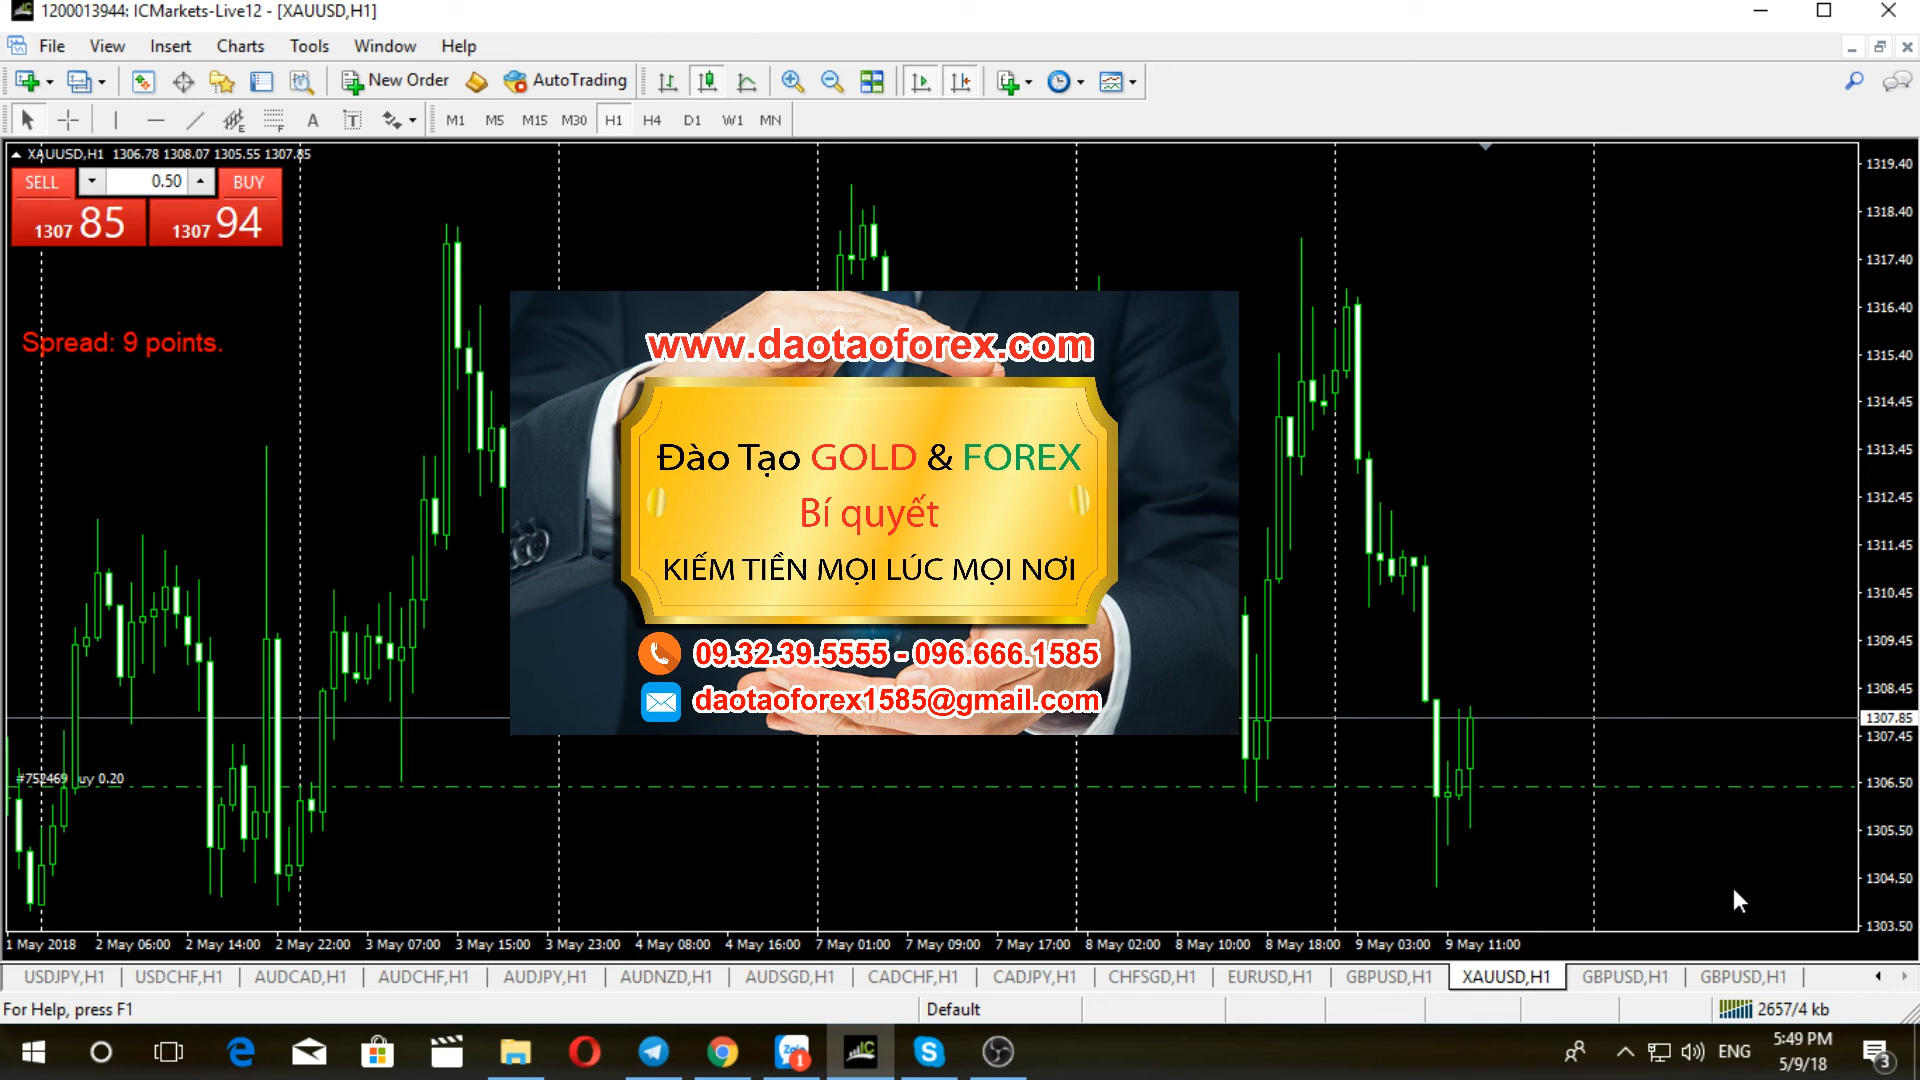 1200013944: ICMarkets-Live12 - [XAUUSD,H1]
File View Insert Charts Tools Window Help
New Order AutoTrading
A T M1 M5 M15 M30 H1 H4 D1 W1 MN
XAUUSD,H1 1306.78 1308.07 1305.55 1307.85
SELL 0.50 BUY
1307 85 1307 94
Spread: 9 points.
www.daotaoforex.com
Đào Tạo GOLD & FOREX
Bí quyết
KIẾM TIỀN MỌI LÚC MỌI NƠI
09.32.39.5555 - 096.666.1585
daotaoforex1585@gmail.com
#752469 uy 0.20
1319.40
1318.40
1317.40
1316.40
1315.40
1314.45
1313.45
1312.45
1311.45
1310.45
1309.45
1308.45
1307.85
1307.45
1306.50
1305.50
1304.50
1303.50
1 May 2018 2 May 06:00 2 May 14:00 2 May 22:00 3 May 07:00 3 May 15:00 3 May 23:00 4 May 08:00 4 May 16:00 7 May 01:00 7 May 09:00 7 May 17:00 8 May 02:00 8 May 10:00 8 May 18:00 9 May 03:00 9 May 11:00
USDJPY,H1 USDCHF,H1 AUDCAD,H1 AUDCHF,H1 AUDJPY,H1 AUDNZD,H1 AUDSGD,H1 CADCHF,H1 CADJPY,H1 CHFSGD,H1 EURUSD,H1 GBPUSD,H1 XAUUSD,H1 GBPUSD,H1 GBPUSD,H1
For Help, press F1 Default 2657/4 kb
Zalo 1 IC ENG 5:49 PM
5/9/18 3